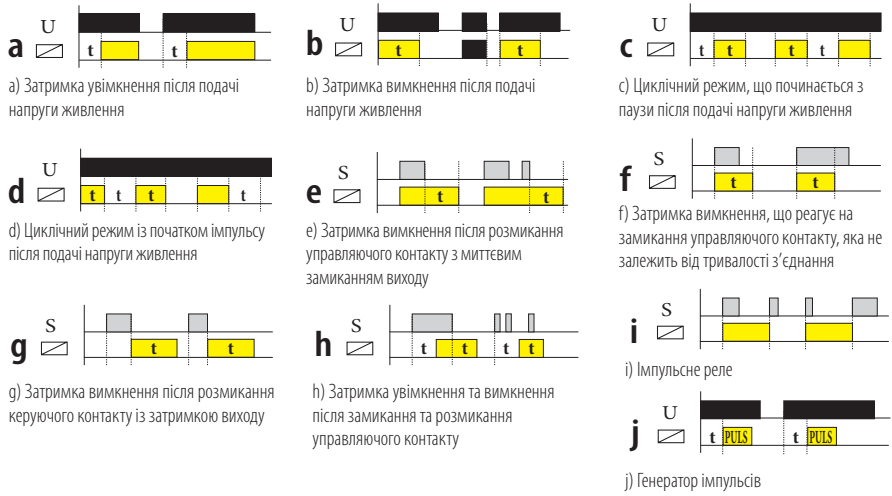 U
a t t
a) Затримка увімкнення після подачі
напруги живлення
U
b t t
b) Затримка вимкнення після подачі
напруги живлення
U
c t t t t
c) Циклічний режим, що починається з
паузи після подачі напруги живлення
U
d t t t t
d) Циклічний режим із початком імпульсу
після подачі напруги живлення
S
e t t
e) Затримка вимкнення після розмикання
управляючого контакту з миттєвим
замиканням виходу
S
f t t
f) Затримка вимкнення, що реагує на
замикання управляючого контакту, яка не
залежить від тривалості з’єднання
S
g t t
g) Затримка вимкнення після розмикання
керуючого контакту із затримкою виходу
S
h t t t t
h) Затримка увімкнення та вимкнення
після замикання та розмикання
управляючого контакту
S
i
i) Імпульсне реле
U
j t PULS t PULS
j) Генератор імпульсів